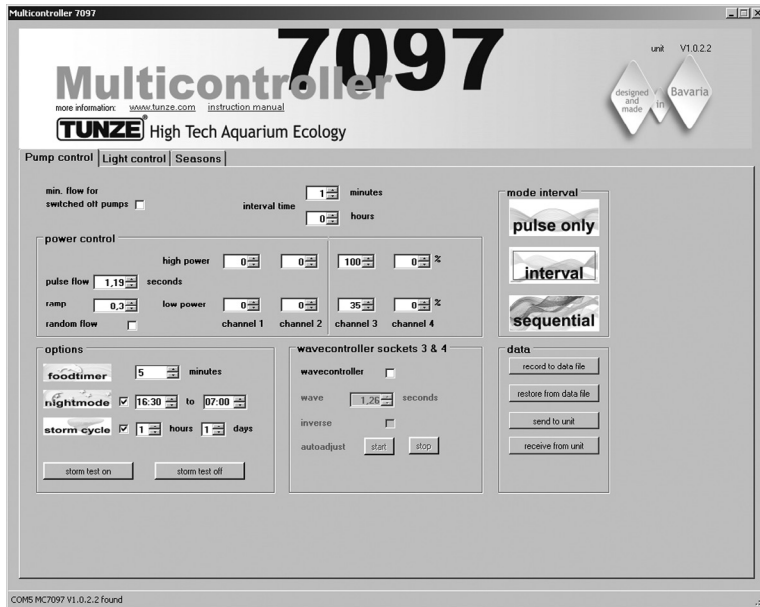 Multicontroller 7097
7097
Multicontroller
unit V1.0.2.2
designed and made in Bavaria
more information: www.tunze.com instruction manual
TUNZE® High Tech Aquarium Ecology
Pump control Light control Seasons
min. flow for
switched off pumps
interval time
1 minutes
0 hours
mode interval
pulse only
interval
sequential
power control
high power 0 0 100 0 %
pulse flow 1,19 seconds
ramp 0,3
low power 0 0 35 0 %
random flow
channel 1 channel 2 channel 3 channel 4
options
foodtimer 5 minutes
nightmode 16:30 to 07:00
storm cycle 1 hours 1 days
storm test on storm test off
wavecontroller sockets 3 & 4
wavecontroller
wave 1,26 seconds
inverse
autoadjust start stop
data
record to data file
restore from data file
send to unit
receive from unit
COM5 MC7097 V1.0.2.2 found